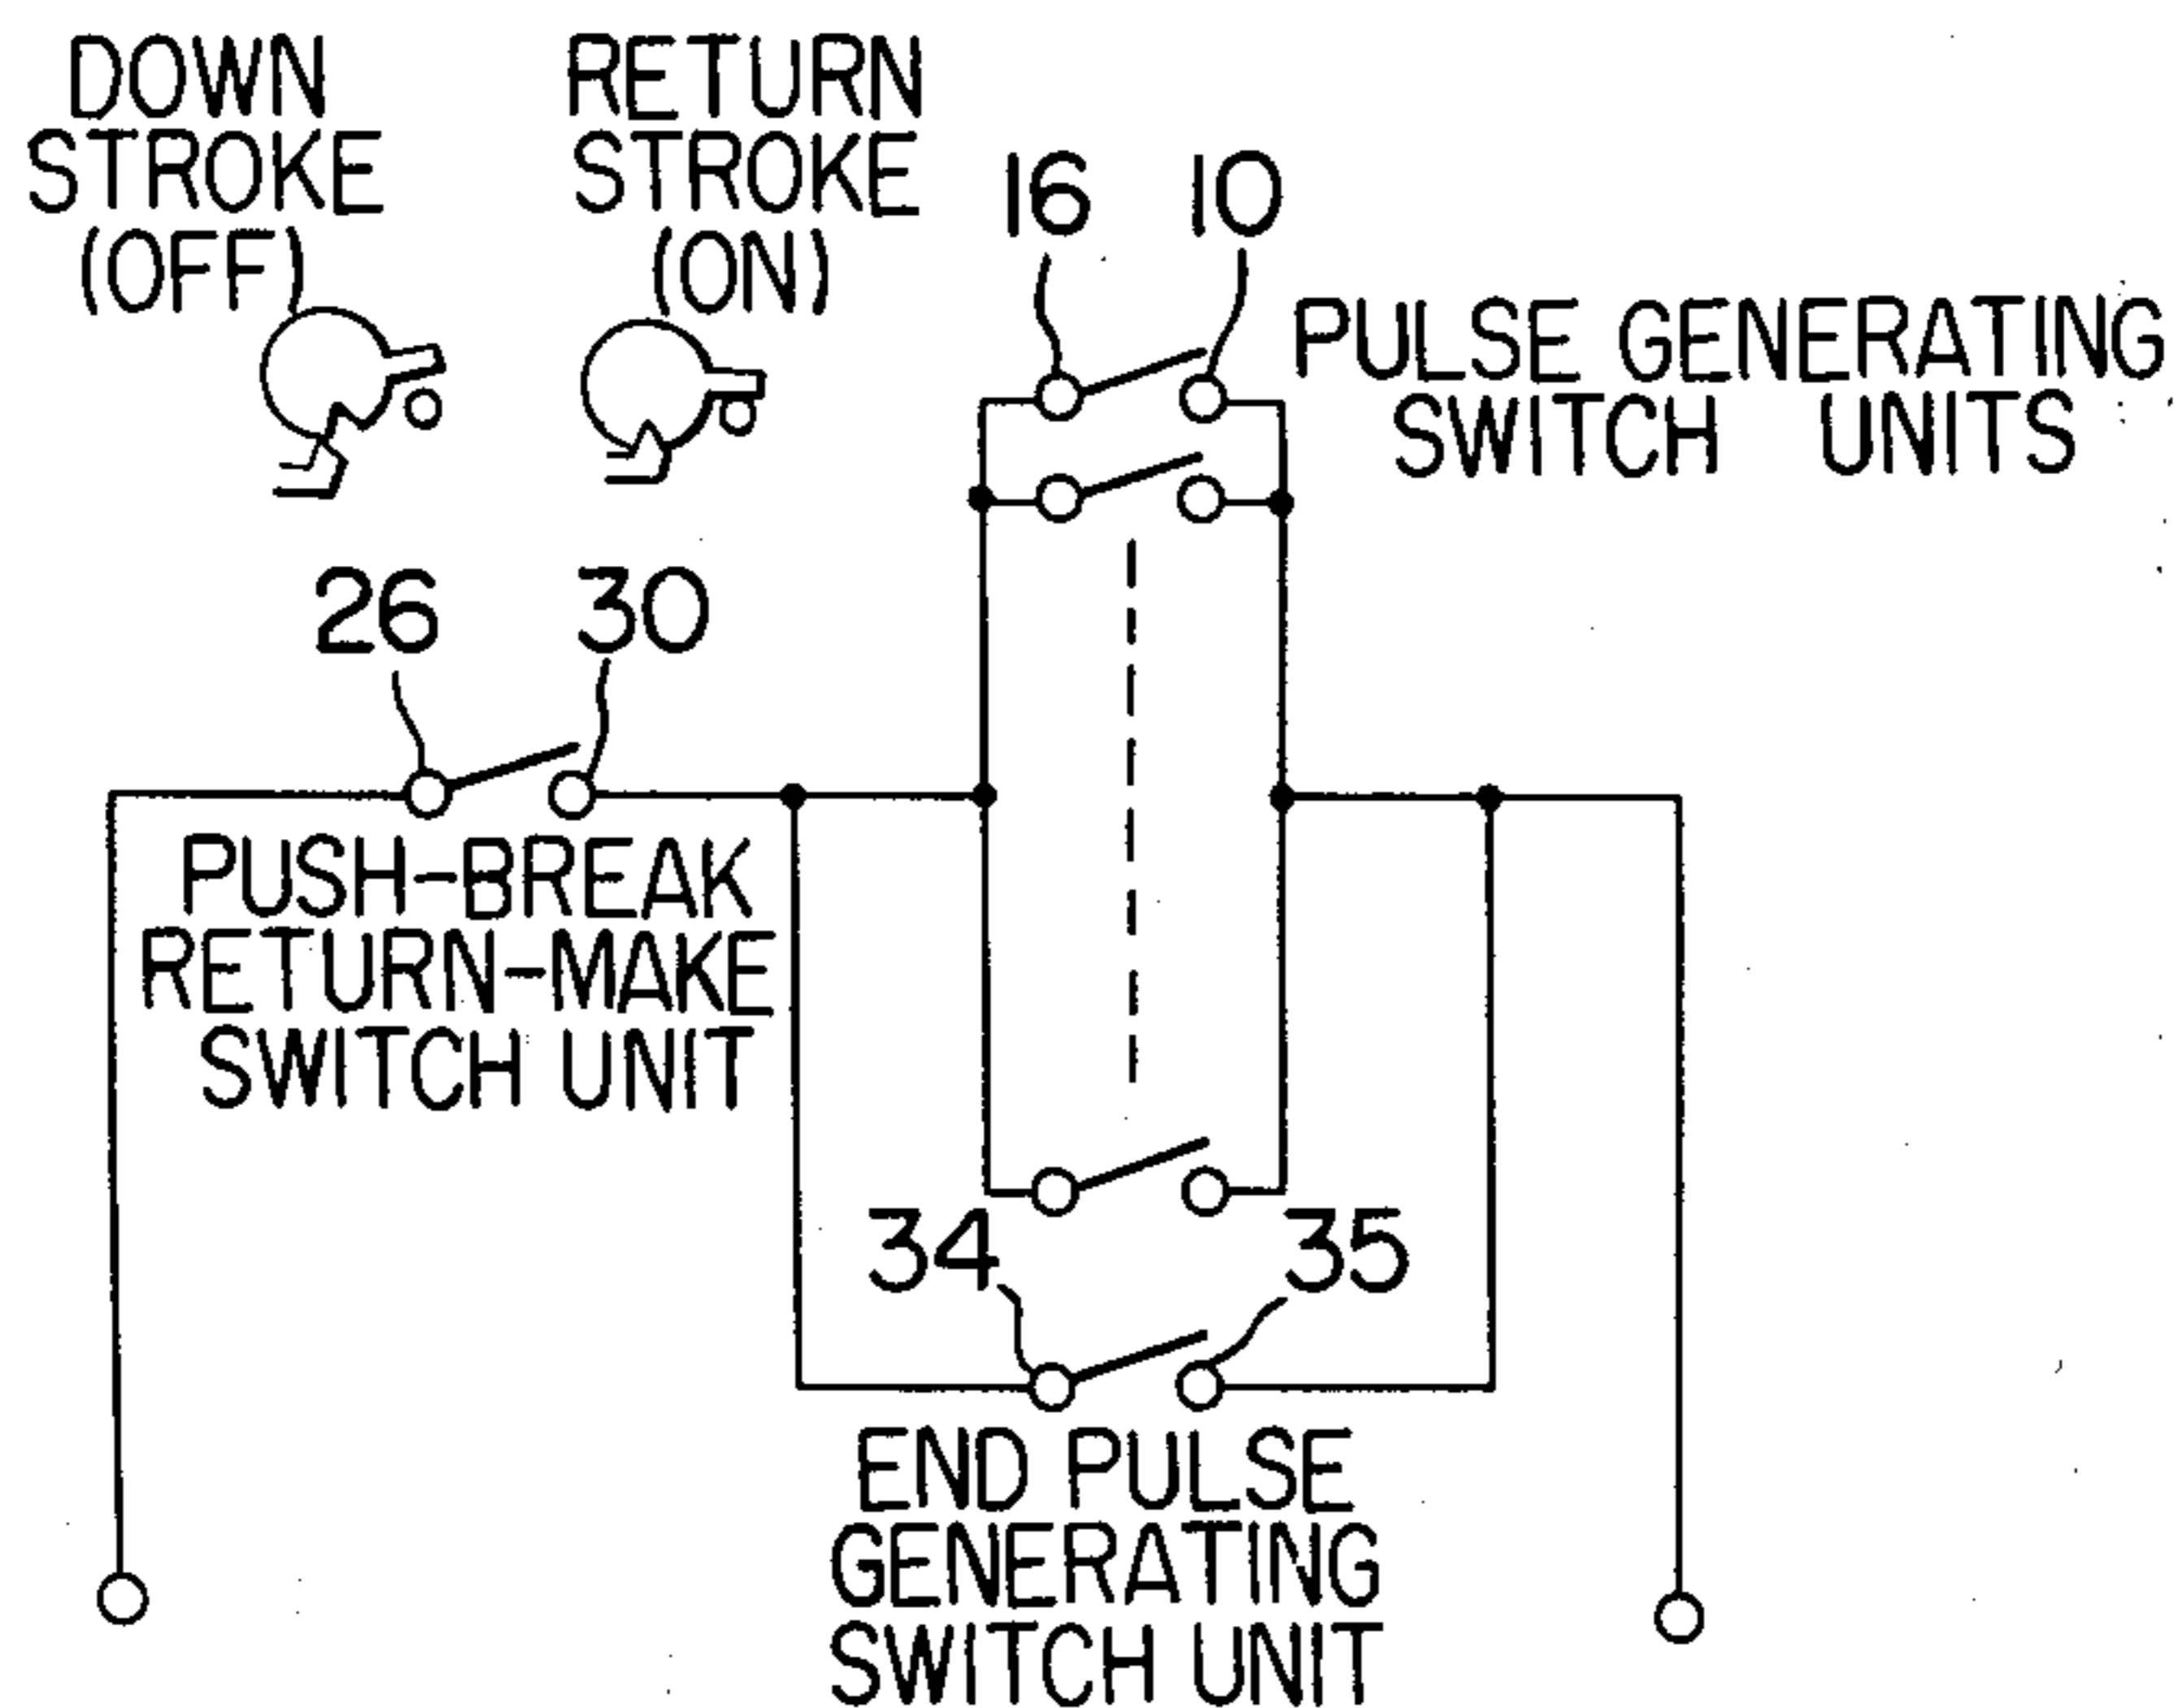 DOWN
STROKE
(OFF)
RETURN
STROKE
(ON)
16
10
PULSE GENERATING
SWITCH UNITS
26
30
PUSH-BREAK
RETURN-MAKE
SWITCH UNIT
34
35
END PULSE
GENERATING
SWITCH UNIT